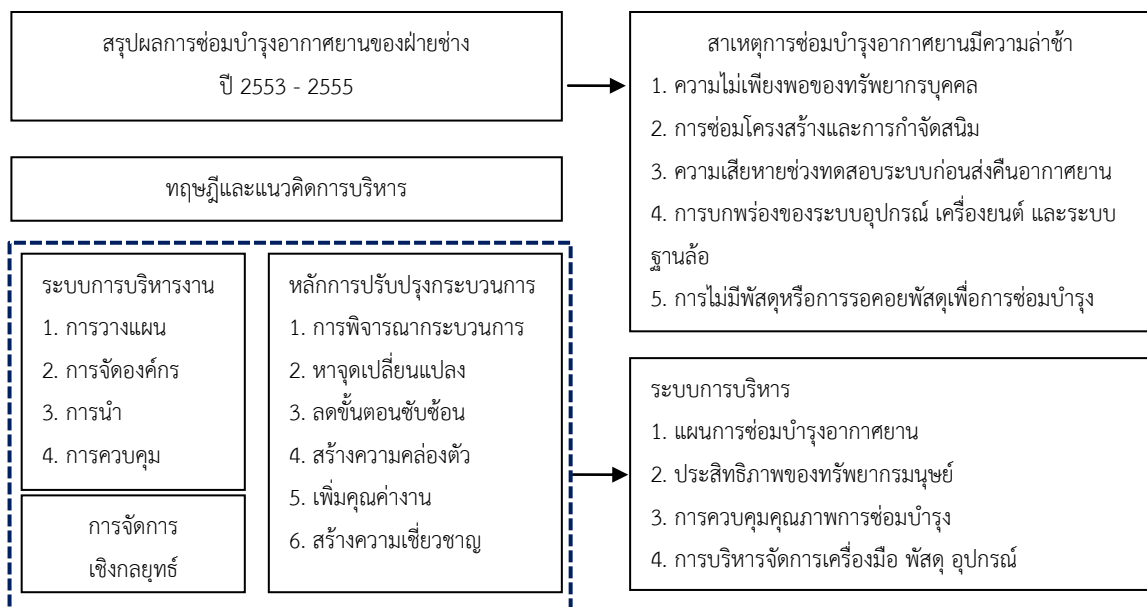 สรุปผลการซ่อมบำรุงอากาศยานของฝ่ายช่าง
ปี 2553 - 2555
สาเหตุการซ่อมบำรุงอากาศยานมีความล่าช้า
1. ความไม่เพียงพอของทรัพยากรบุคคล
2. การซ่อมโครงสร้างและการกำจัดสนิม
3. ความเสียหายช่วงทดสอบระบบก่อนส่งคืนอากาศยาน
4. การบกพร่องของระบบอุปกรณ์ เครื่องยนต์ และระบบ
ฐานล้อ
5. การไม่มีพัสดุหรือการรอคอยพัสดุเพื่อการซ่อมบำรุง
ทฤษฎีและแนวคิดการบริหาร
ระบบการบริหารงาน
1. การวางแผน
2. การจัดองค์กร
3. การนำ
4. การควบคุม
การจัดการ
เชิงกลยุทธ์
หลักการปรับปรุงกระบวนการ
1. การพิจารณากระบวนการ
2. หาจุดเปลี่ยนแปลง
3. ลดขั้นตอนซับซ้อน
4. สร้างความคล่องตัว
5. เพิ่มคุณค่างาน
6. สร้างความเชี่ยวชาญ
ระบบการบริหาร
1. แผนการซ่อมบำรุงอากาศยาน
2. ประสิทธิภาพของทรัพยากรมนุษย์
3. การควบคุมคุณภาพการซ่อมบำรุง
4. การบริหารจัดการเครื่องมือ พัสดุ อุปกรณ์